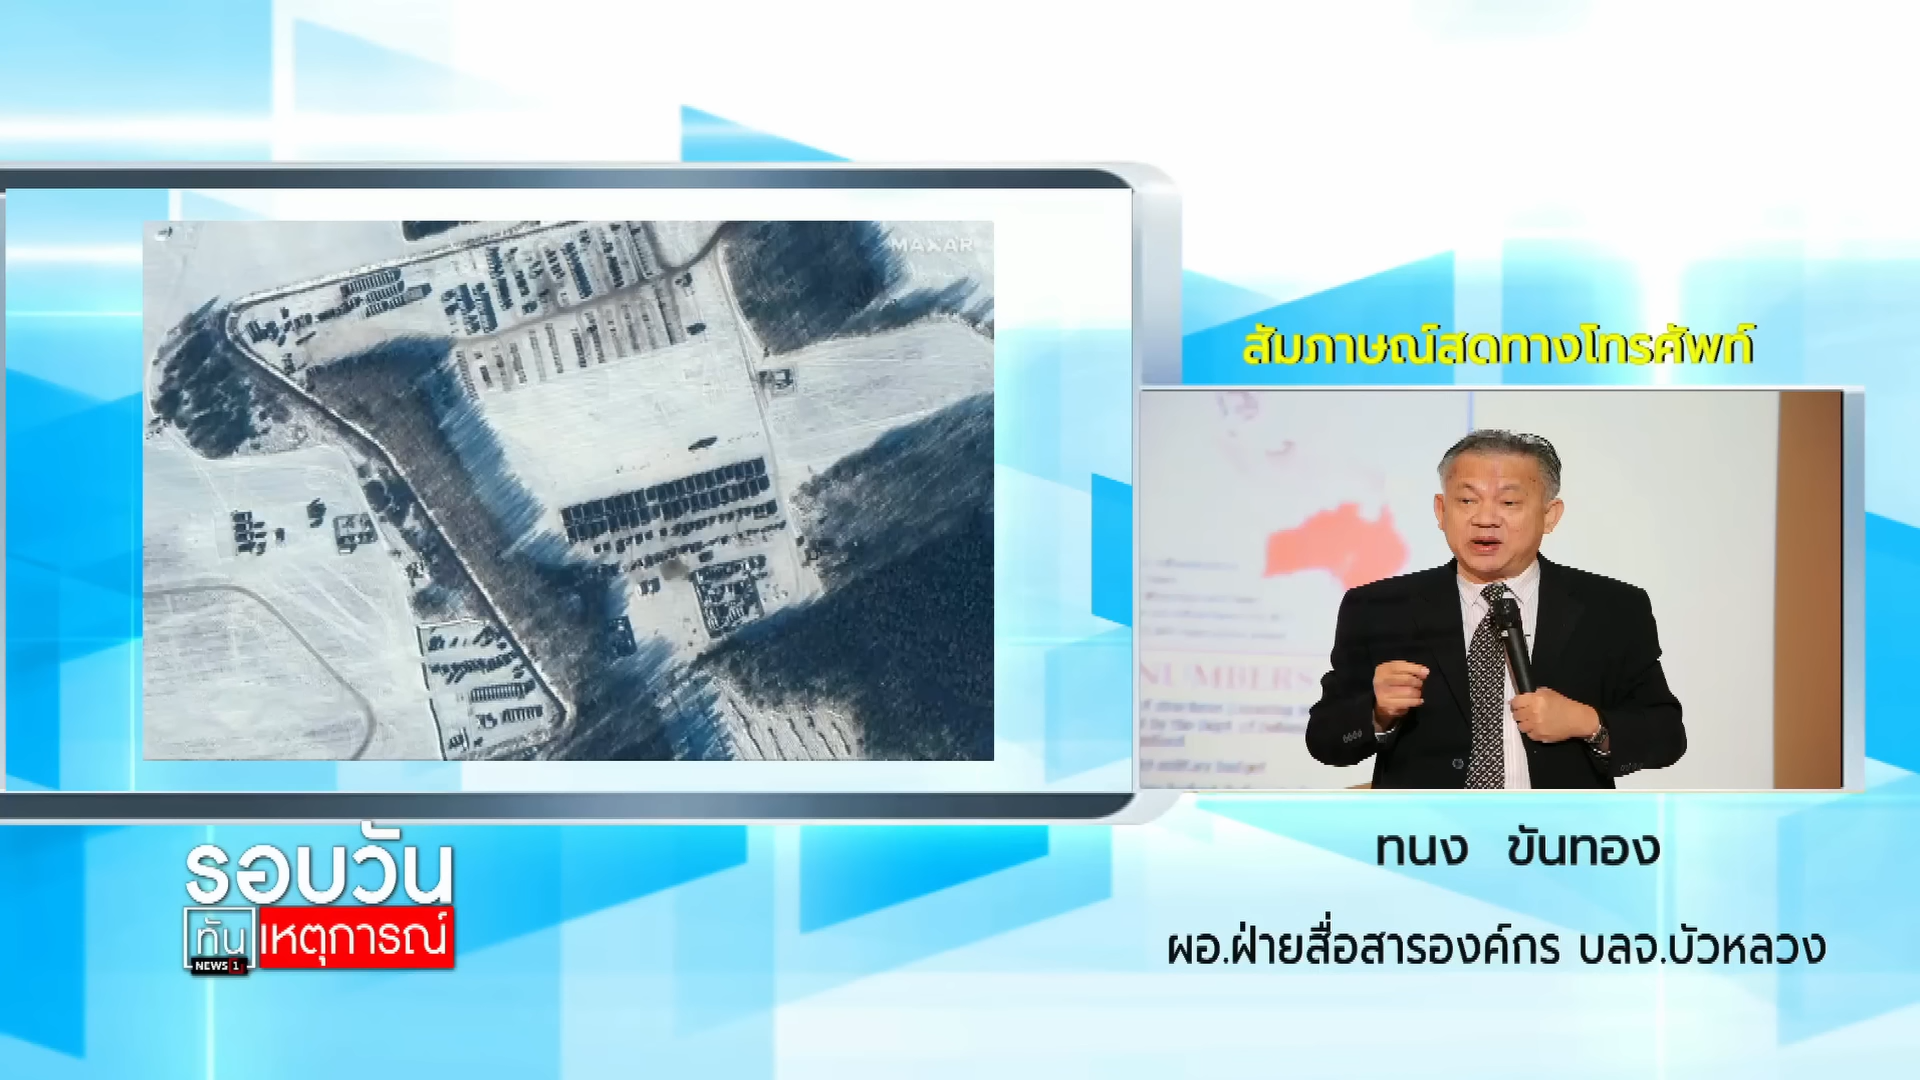 MAXAR
สัมภาษณ์สดทางโทรศัพท์
NUMBERS
military budget
ทนง ขันทอง
ผอ.ฝ่ายสื่อสารองค์กร บลจ.บัวหลวง
รอบวัน
ทันเหตุการณ์
NEWS 1